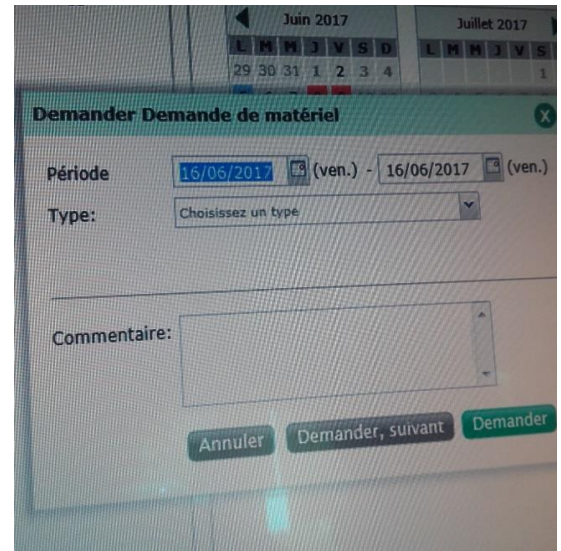 Juin 2017
Juillet 2017
L M M J V S D
L M M J V S
29 30 31 1 2 3 4
1
Demander Demande de matériel
X
Période 16/06/2017 (ven.) - 16/06/2017 (ven.)
Type: Choisissez un type
Commentaire:
Annuler Demander, suivant Demander